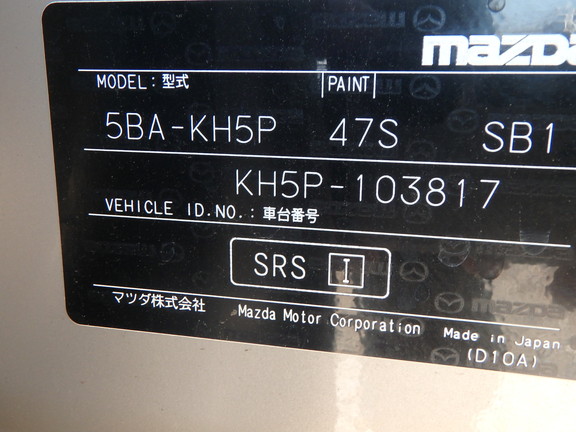 mazda
MODEL：型式 PAINT
5BA-KH5P 47S SB1
KH5P-103817
VEHICLE ID.NO.：車台番号
SRS I
マツダ株式会社 Mazda Motor Corporation Made in Japan
(D10A)